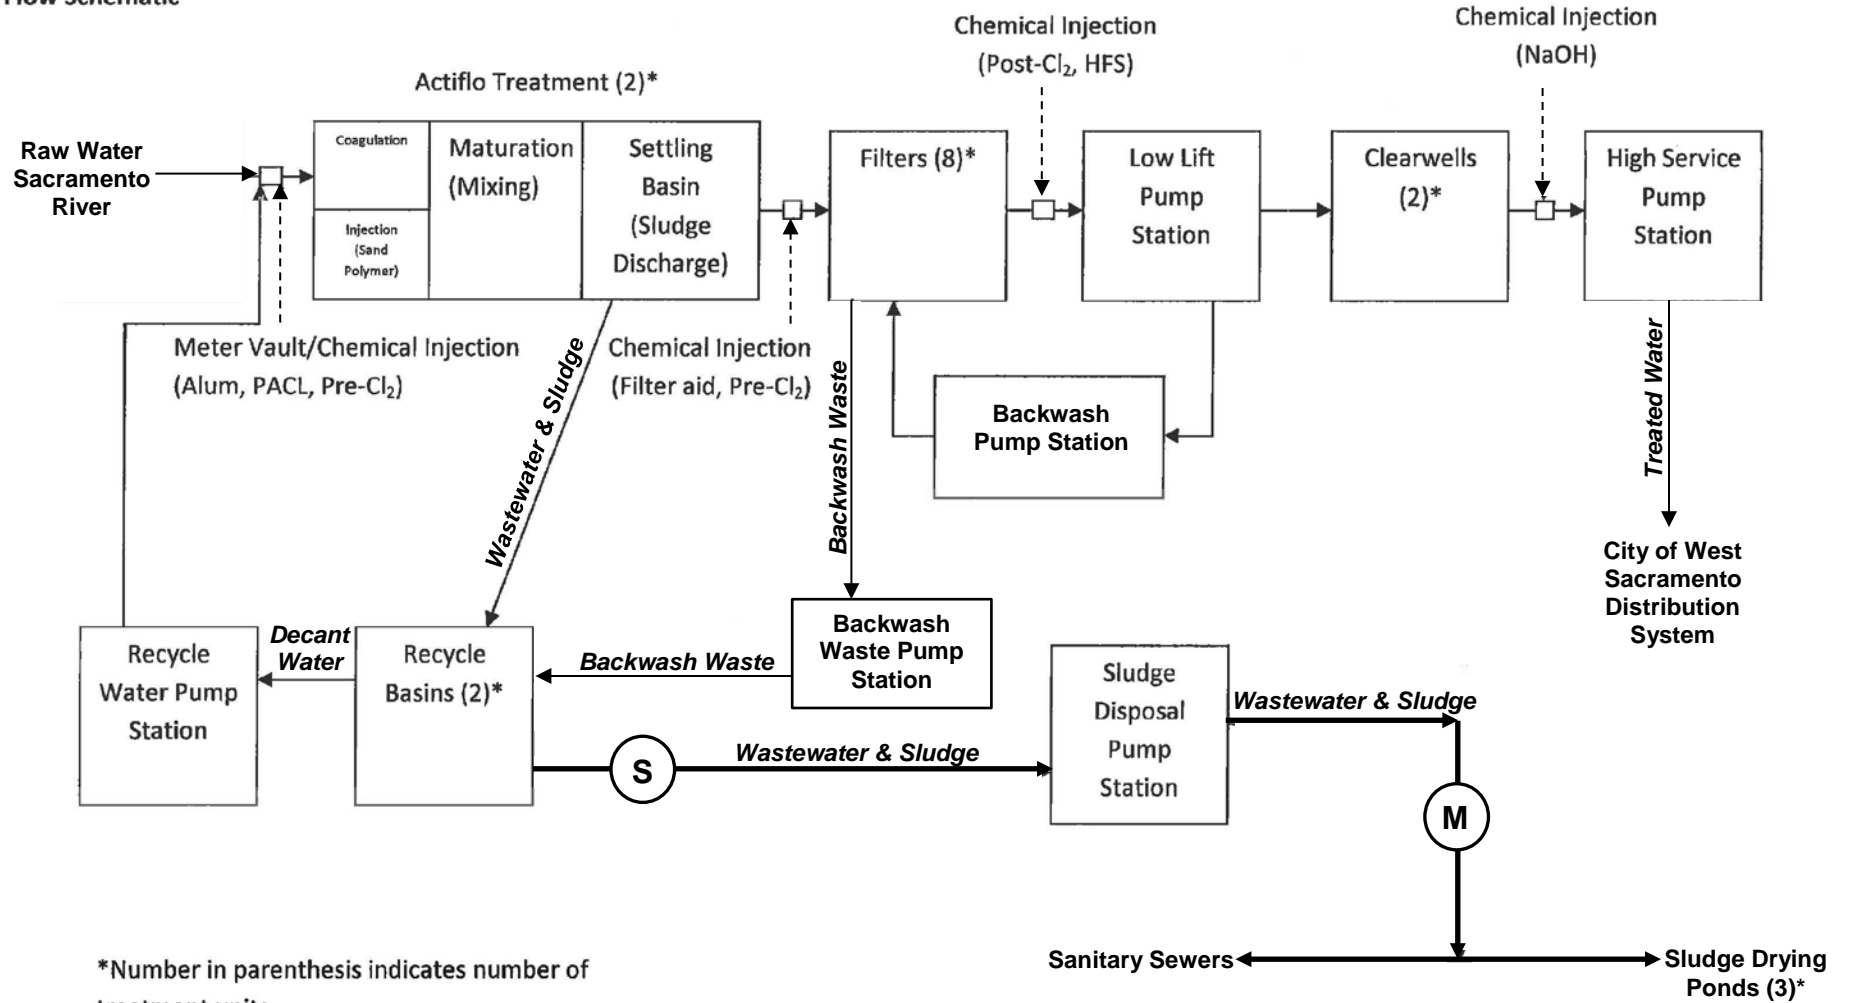 Flow Schematic
Chemical Injection
(Post-Cl₂, HFS)
Chemical Injection
(NaOH)
Actiflo Treatment (2)*
Raw Water
Sacramento
River
Coagulation
Injection
(Sand
Polymer)
Maturation
(Mixing)
Settling
Basin
(Sludge
Discharge)
Filters (8)*
Low Lift
Pump
Station
Clearwells
(2)*
High Service
Pump
Station
Meter Vault/Chemical Injection
(Alum, PACL, Pre-Cl₂)
Chemical Injection
(Filter aid, Pre-Cl₂)
Wastewater & Sludge
Backwash Waste
Backwash
Pump Station
Treated Water
City of West
Sacramento
Distribution
System
Recycle
Water Pump
Station
Decant
Water
Recycle
Basins (2)*
Backwash Waste
Backwash
Waste Pump
Station
S
Wastewater & Sludge
Sludge
Disposal
Pump
Station
Wastewater & Sludge
M
Sanitary Sewers
Sludge Drying
Ponds (3)*
*Number in parenthesis indicates number of
treatment units